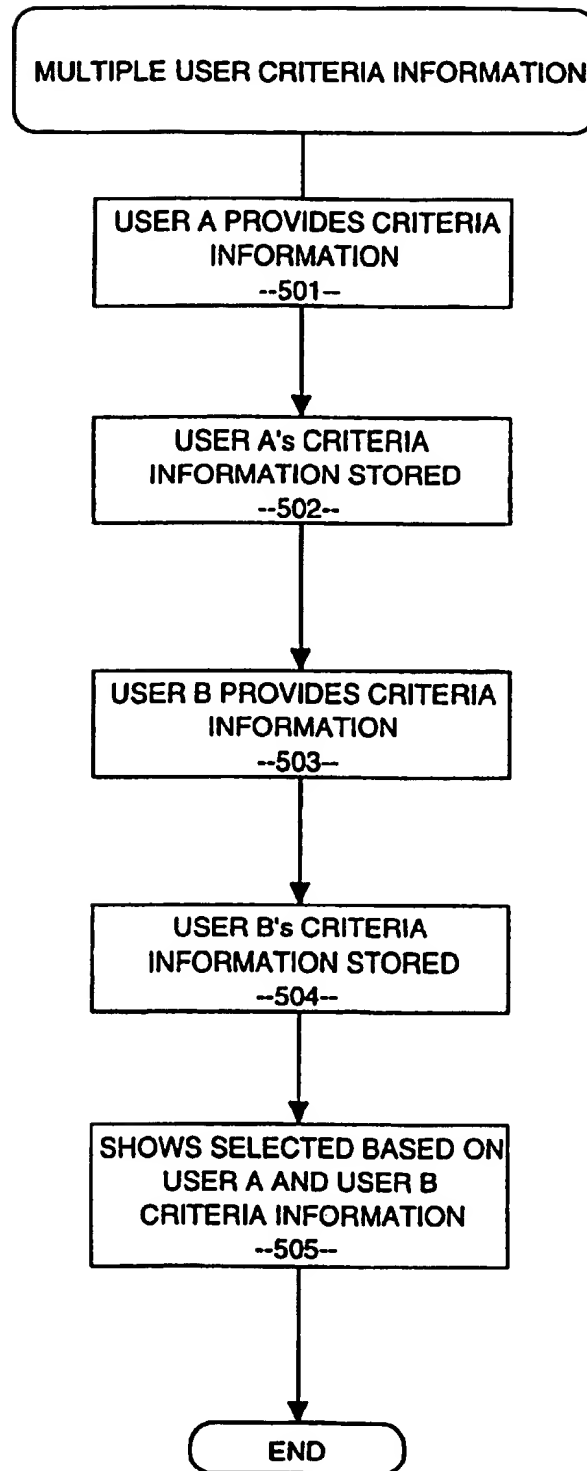 MULTIPLE USER CRITERIA INFORMATION
USER A PROVIDES CRITERIA
INFORMATION
--501--
USER A's CRITERIA
INFORMATION STORED
--502--
USER B PROVIDES CRITERIA
INFORMATION
--503--
USER B's CRITERIA
INFORMATION STORED
--504--
SHOWS SELECTED BASED ON
USER A AND USER B
CRITERIA INFORMATION
--505--
END